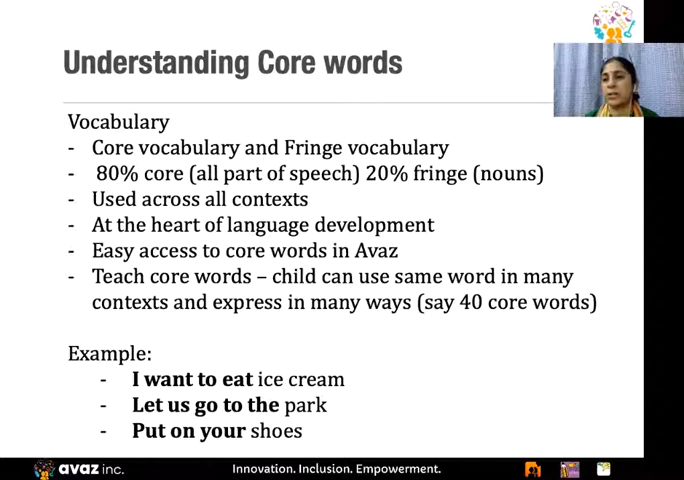 Understanding Core words
Vocabulary
- Core vocabulary and Fringe vocabulary
- 80% core (all part of speech) 20% fringe (nouns)
- Used across all contexts
- At the heart of language development
- Easy access to core words in Avaz
- Teach core words – child can use same word in many
contexts and express in many ways (say 40 core words)
Example:
- I want to eat ice cream
- Let us go to the park
- Put on your shoes
avaz inc.
Innovation. Inclusion. Empowerment.